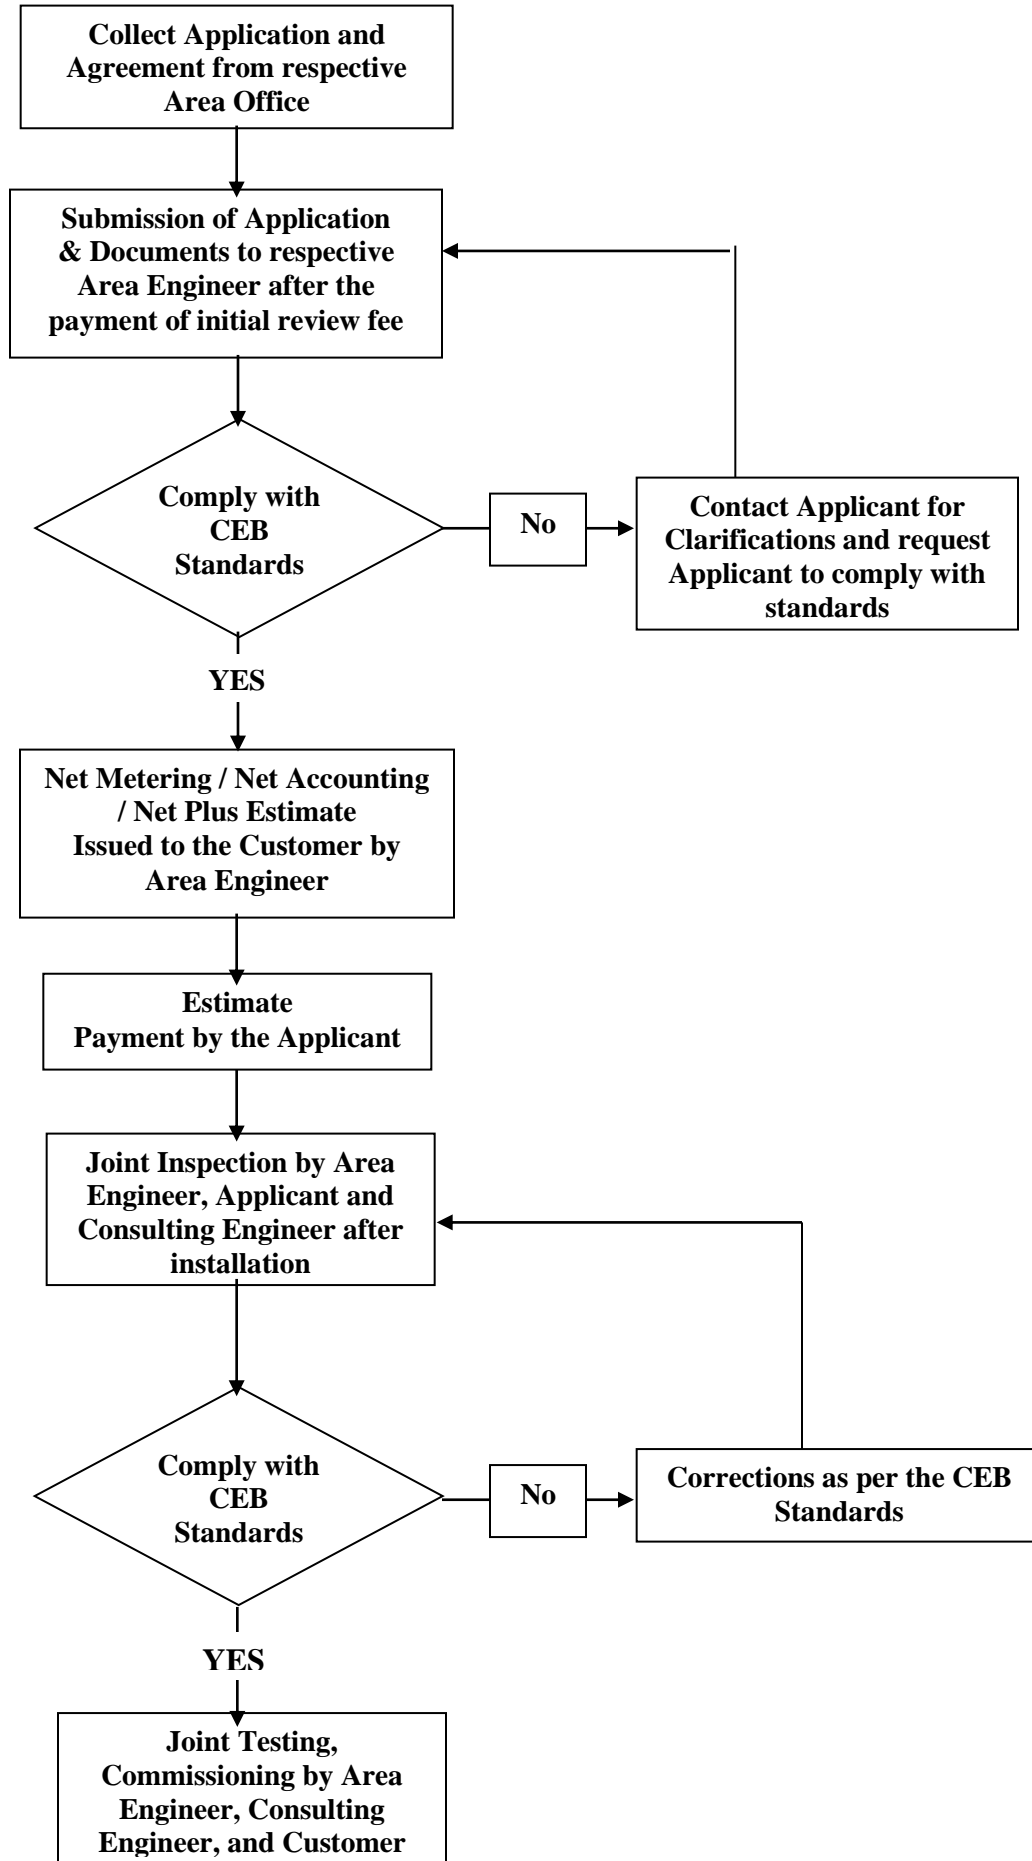 Collect Application and
Agreement from respective
Area Office
Submission of Application
& Documents to respective
Area Engineer after the
payment of initial review fee
Comply with
CEB
Standards
No
Contact Applicant for
Clarifications and request
Applicant to comply with
standards
YES
Net Metering / Net Accounting
/ Net Plus Estimate
Issued to the Customer by
Area Engineer
Estimate
Payment by the Applicant
Joint Inspection by Area
Engineer, Applicant and
Consulting Engineer after
installation
Comply with
CEB
Standards
No
Corrections as per the CEB
Standards
YES
Joint Testing,
Commissioning by Area
Engineer, Consulting
Engineer, and Customer